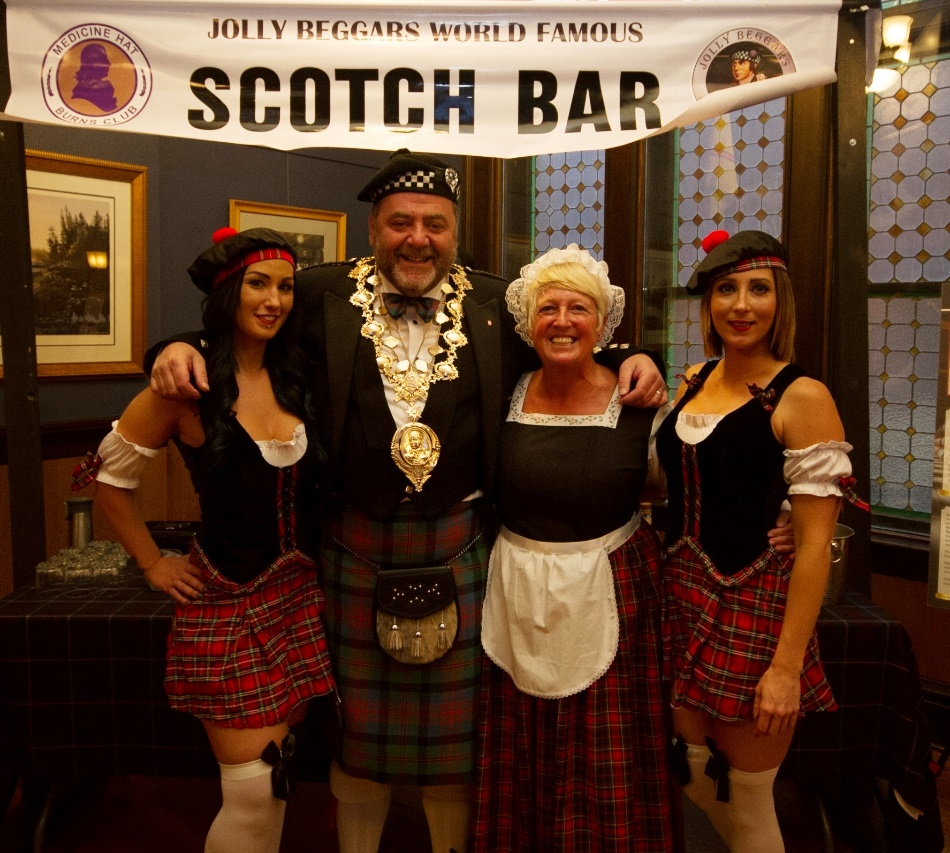 JOLLY BEGGARS WORLD FAMOUS
SCOTCH BAR
MEDICINE HAT
BURNS CLUB
JOLLY BEGGARS